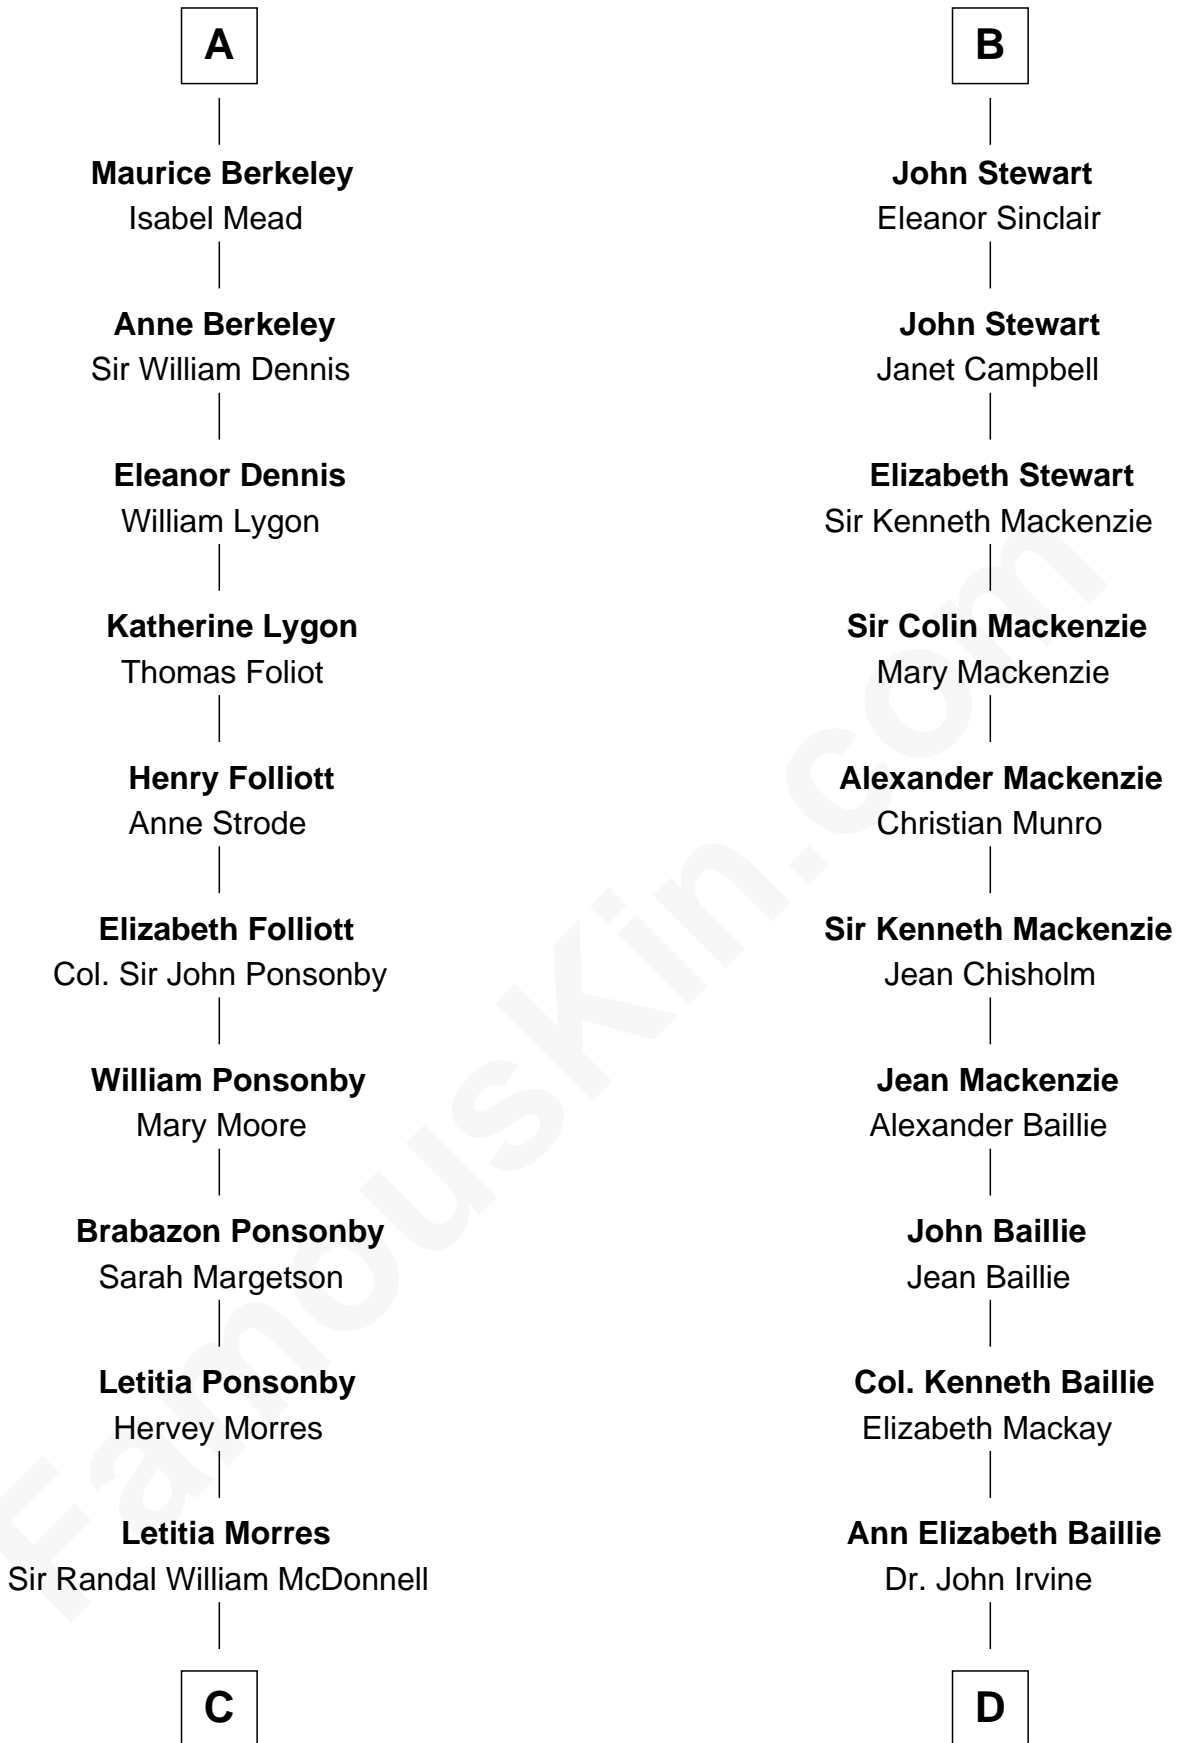 A
Maurice Berkeley
Isabel Mead
Anne Berkeley
Sir William Dennis
Eleanor Dennis
William Lygon
Katherine Lygon
Thomas Foliot
Henry Folliott
Anne Strode
Elizabeth Folliott
Col. Sir John Ponsonby
William Ponsonby
Mary Moore
Brabazon Ponsonby
Sarah Margetson
Letitia Ponsonby
Hervey Morres
Letitia Morres
Sir Randal William McDonnell
C
B
John Stewart
Eleanor Sinclair
John Stewart
Janet Campbell
Elizabeth Stewart
Sir Kenneth Mackenzie
Sir Colin Mackenzie
Mary Mackenzie
Alexander Mackenzie
Christian Munro
Sir Kenneth Mackenzie
Jean Chisholm
Jean Mackenzie
Alexander Baillie
John Baillie
Jean Baillie
Col. Kenneth Baillie
Elizabeth Mackay
Ann Elizabeth Baillie
Dr. John Irvine
D
FamousKin.com